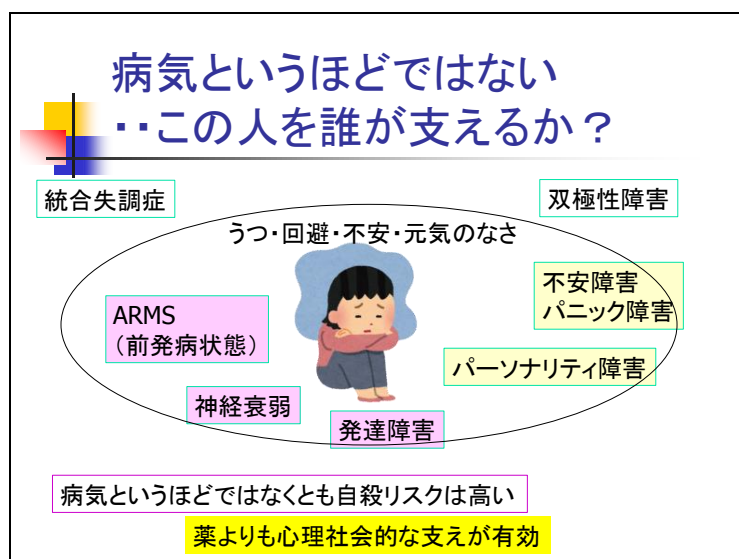 病気というほどではない
・・この人を誰が支えるか？
統合失調症
双極性障害
うつ・回避・不安・元気のなさ
不安障害
パニック障害
ARMS
（前発病状態）
パーソナリティ障害
神経衰弱
発達障害
病気というほどではなくとも自殺リスクは高い
薬よりも心理社会的な支えが有効